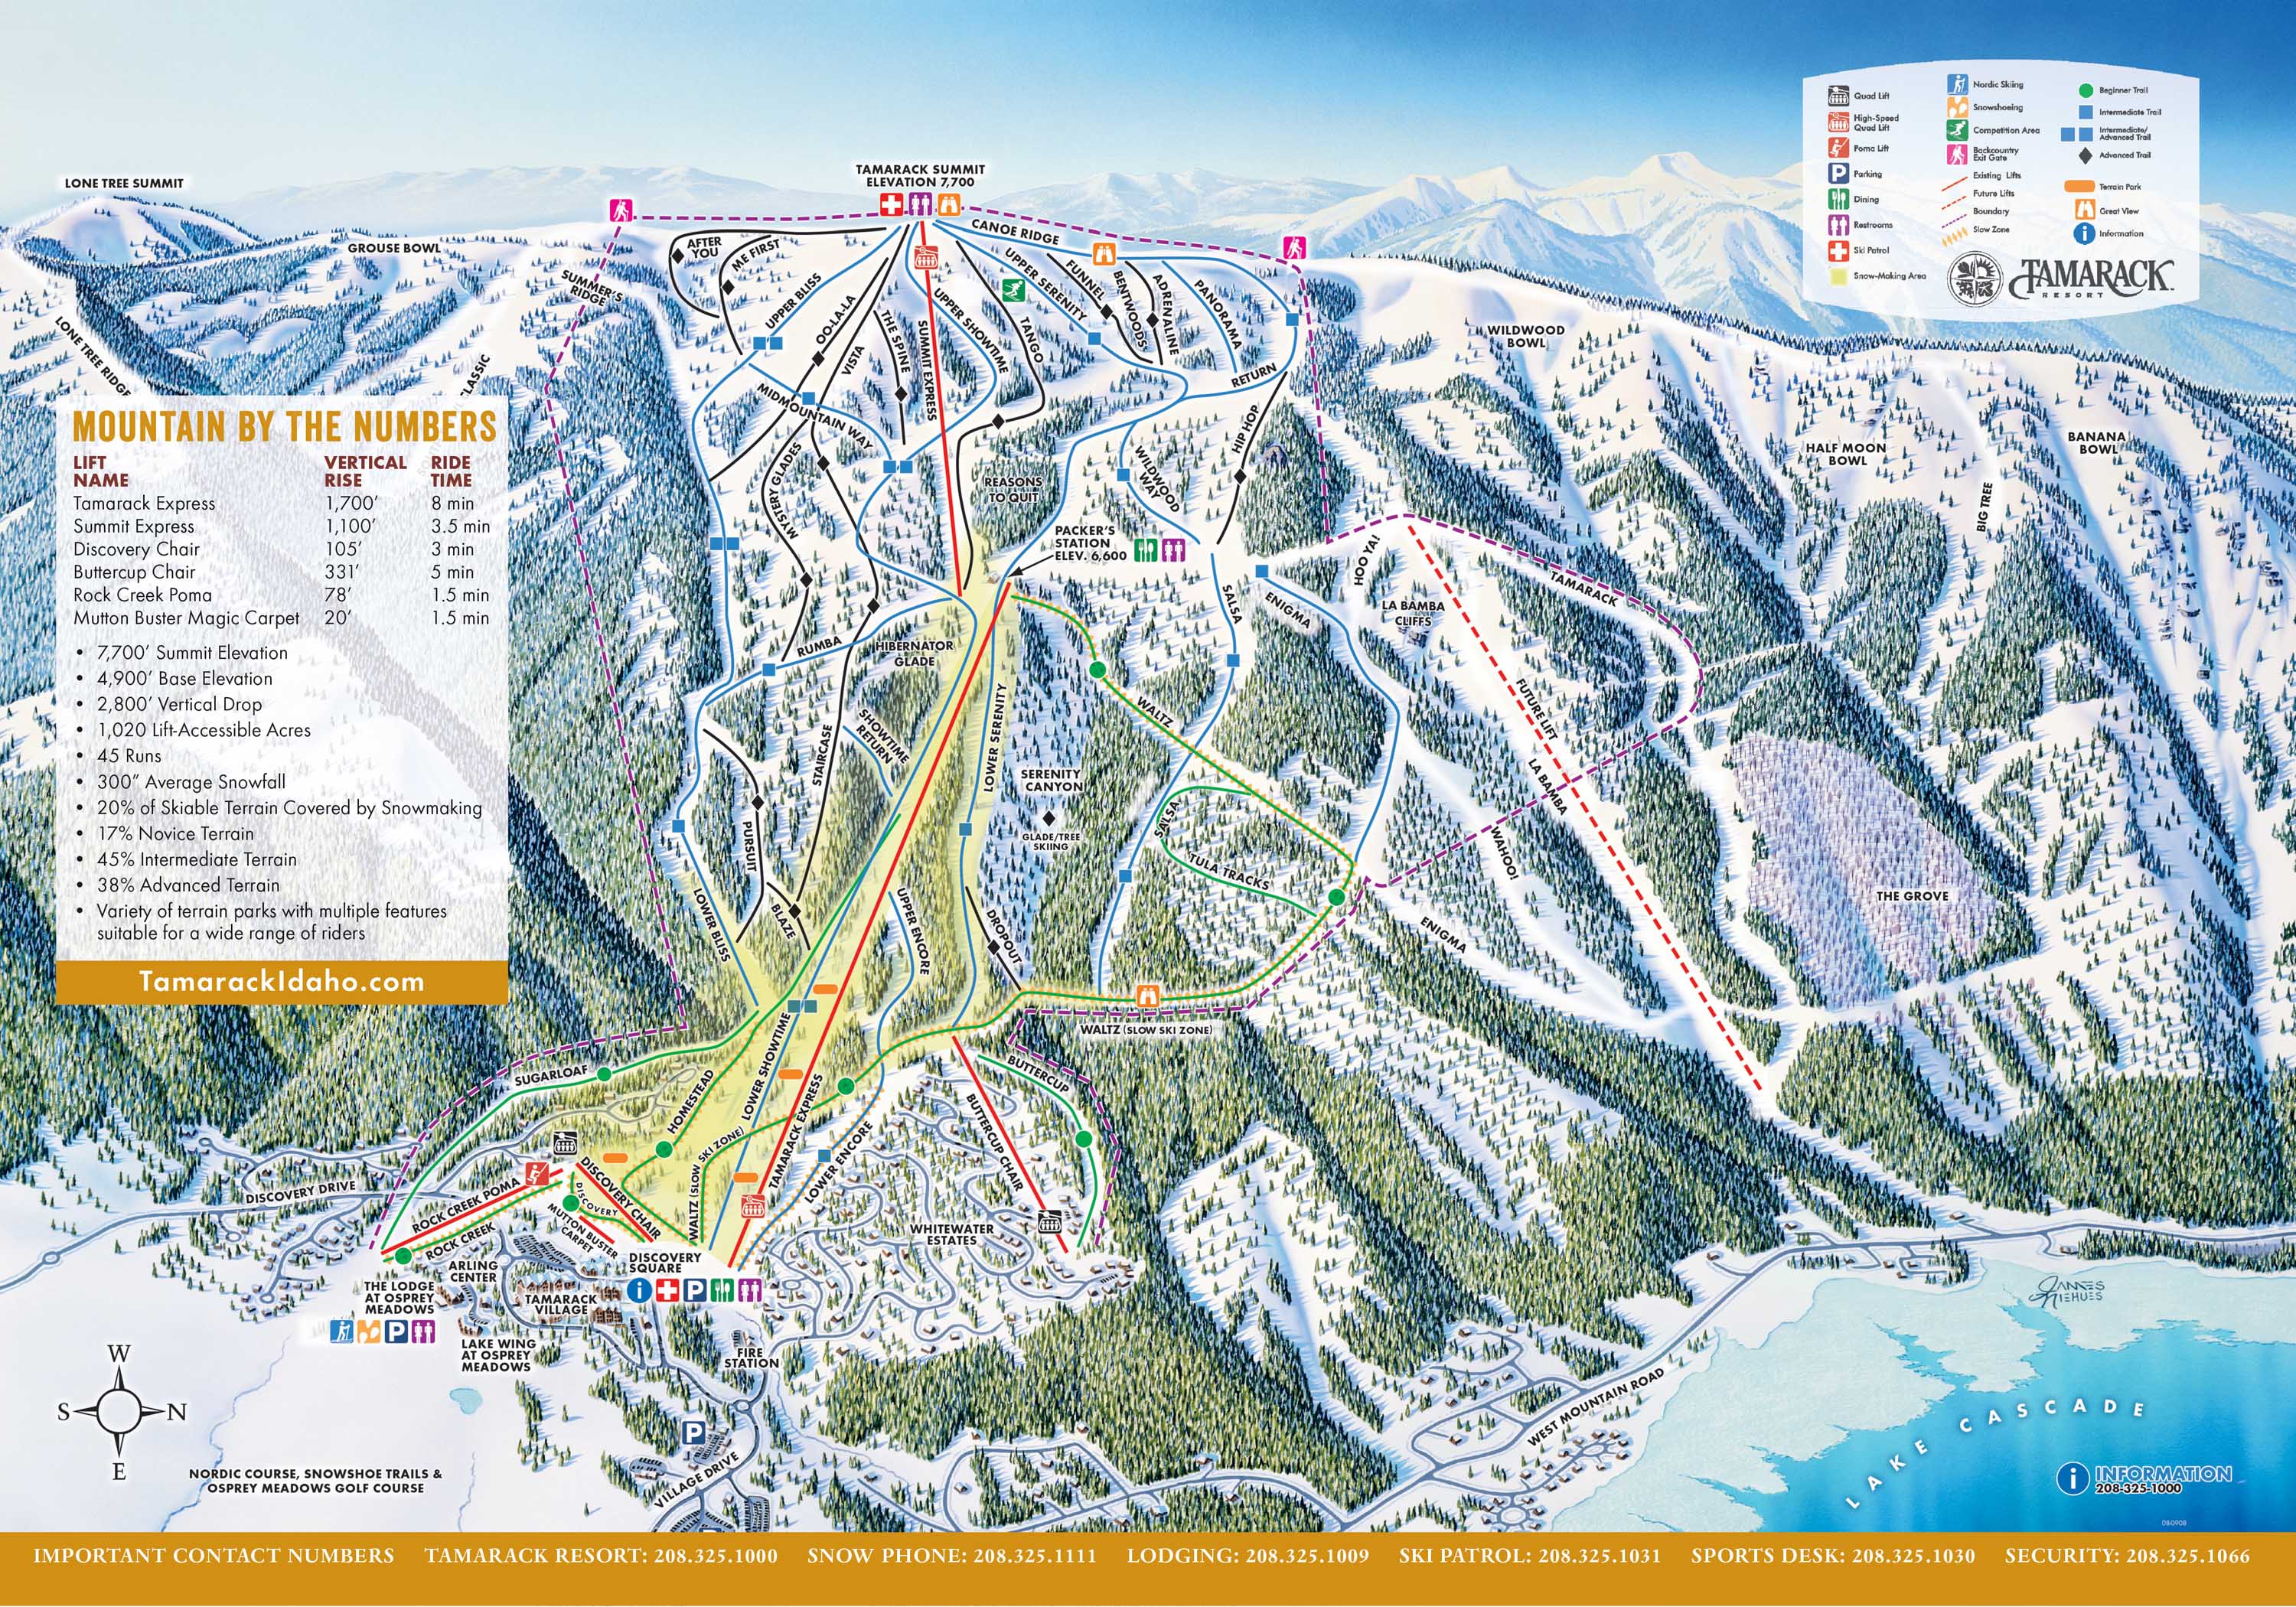 Quad Lift
High-Speed
Quad Lift
Poma Lift
Parking
Dining
Restrooms
Ski Patrol
Snow-Making Area
Nordic Skiing
Snowshoeing
Competition Area
Backcountry
Exit Gate
Existing Lifts
Future Lifts
Boundary
Slow Zone
Beginner Trail
Intermediate Trail
Intermediate/
Advanced Trail
Advanced Trail
Terrain Park
Great View
Information
TAMARACK
RESORT
LONE TREE SUMMIT
TAMARACK SUMMIT
ELEVATION 7,700
GROUSE BOWL
SUMMER'S
RIDGE
LONE TREE RIDGE
CLASSIC
AFTER
YOU
ME FIRST
UPPER BLISS
OO-LA-LA
VISTA
THE SPINE
SUMMIT EXPRESS
UPPER SHOWTIME
TANGO
CANOE RIDGE
UPPER SERENITY
FUNNEL
BENTWOODS
ADRENALINE
PANORAMA
RETURN
HIP HOP
WILDWOOD
BOWL
HALF MOON
BOWL
BANANA
BOWL
BIG TREE
MIDMOUNTAIN WAY
MYSTERY GLADES
REASONS
TO QUIT
WILDWOOD
WAY
PACKER'S
STATION
ELEV. 6,600
HOO YA!
TAMARACK
LA BAMBA
CLIFFS
SALSA
ENIGMA
RUMBA
HIBERNATOR
GLADE
SHOWTIME
RETURN
STAIRCASE
LOWER SERENITY
WALTZ
FUTURE LIFT
LA BAMBA
SERENITY
CANYON
GLADE/TREE
SKIING
SALSA
TULA TRACKS
WAHOO!
ENIGMA
THE GROVE
PURSUIT
BLAZE
LOWER BLISS
UPPER ENCORE
DROPOUT
WALTZ (SLOW SKI ZONE)
SUGARLOAF
HOMESTEAD
LOWER SHOWTIME
TAMARACK EXPRESS
WALTZ (SLOW SKI ZONE)
LOWER ENCORE
BUTTERCUP
BUTTERCUP CHAIR
DISCOVERY DRIVE
ROCK CREEK POMA
ROCK CREEK
DISCOVERY CHAIR
DISCOVERY
MUTTON BUSTER
CARPET
DISCOVERY
SQUARE
WHITEWATER
ESTATES
ARLING
CENTER
THE LODGE
AT OSPREY
MEADOWS
TAMARACK
VILLAGE
LAKE WING
AT OSPREY
MEADOWS
FIRE
STATION
P
VILLAGE DRIVE
WEST MOUNTAIN ROAD
LAKE CASCADE
JAMES
NIEHUES
W
S N
E
NORDIC COURSE, SNOWSHOE TRAILS &
OSPREY MEADOWS GOLF COURSE
INFORMATION
208-325-1000
080908
MOUNTAIN BY THE NUMBERS
LIFT NAME VERTICAL RISE RIDE TIME
Tamarack Express 1,700' 8 min
Summit Express 1,100' 3.5 min
Discovery Chair 105' 3 min
Buttercup Chair 331' 5 min
Rock Creek Poma 78' 1.5 min
Mutton Buster Magic Carpet 20' 1.5 min
• 7,700' Summit Elevation
• 4,900' Base Elevation
• 2,800' Vertical Drop
• 1,020 Lift-Accessible Acres
• 45 Runs
• 300" Average Snowfall
• 20% of Skiable Terrain Covered by Snowmaking
• 17% Novice Terrain
• 45% Intermediate Terrain
• 38% Advanced Terrain
• Variety of terrain parks with multiple features
suitable for a wide range of riders
TamarackIdaho.com
IMPORTANT CONTACT NUMBERS TAMARACK RESORT: 208.325.1000 SNOW PHONE: 208.325.1111 LODGING: 208.325.1009 SKI PATROL: 208.325.1031 SPORTS DESK: 208.325.1030 SECURITY: 208.325.1066